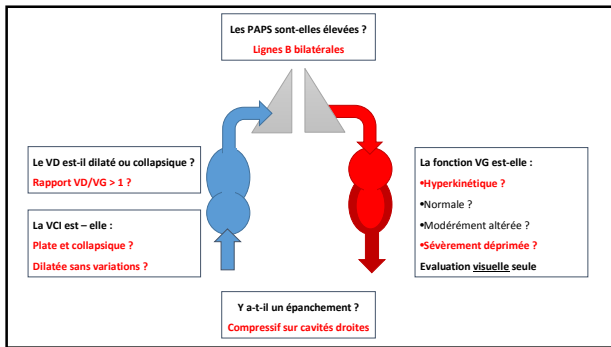 Les PAPS sont-elles élevées ?
Lignes B bilatérales
Le VD est-il dilaté ou collapsique ?
Rapport VD/VG > 1 ?
La VCI est – elle :
Plate et collapsique ?
Dilatée sans variations ?
La fonction VG est-elle :
•Hyperkinétique ?
•Normale ?
•Modérément altérée ?
•Sévèrement déprimée ?
Evaluation visuelle seule
Y a-t-il un épanchement ?
Compressif sur cavités droites